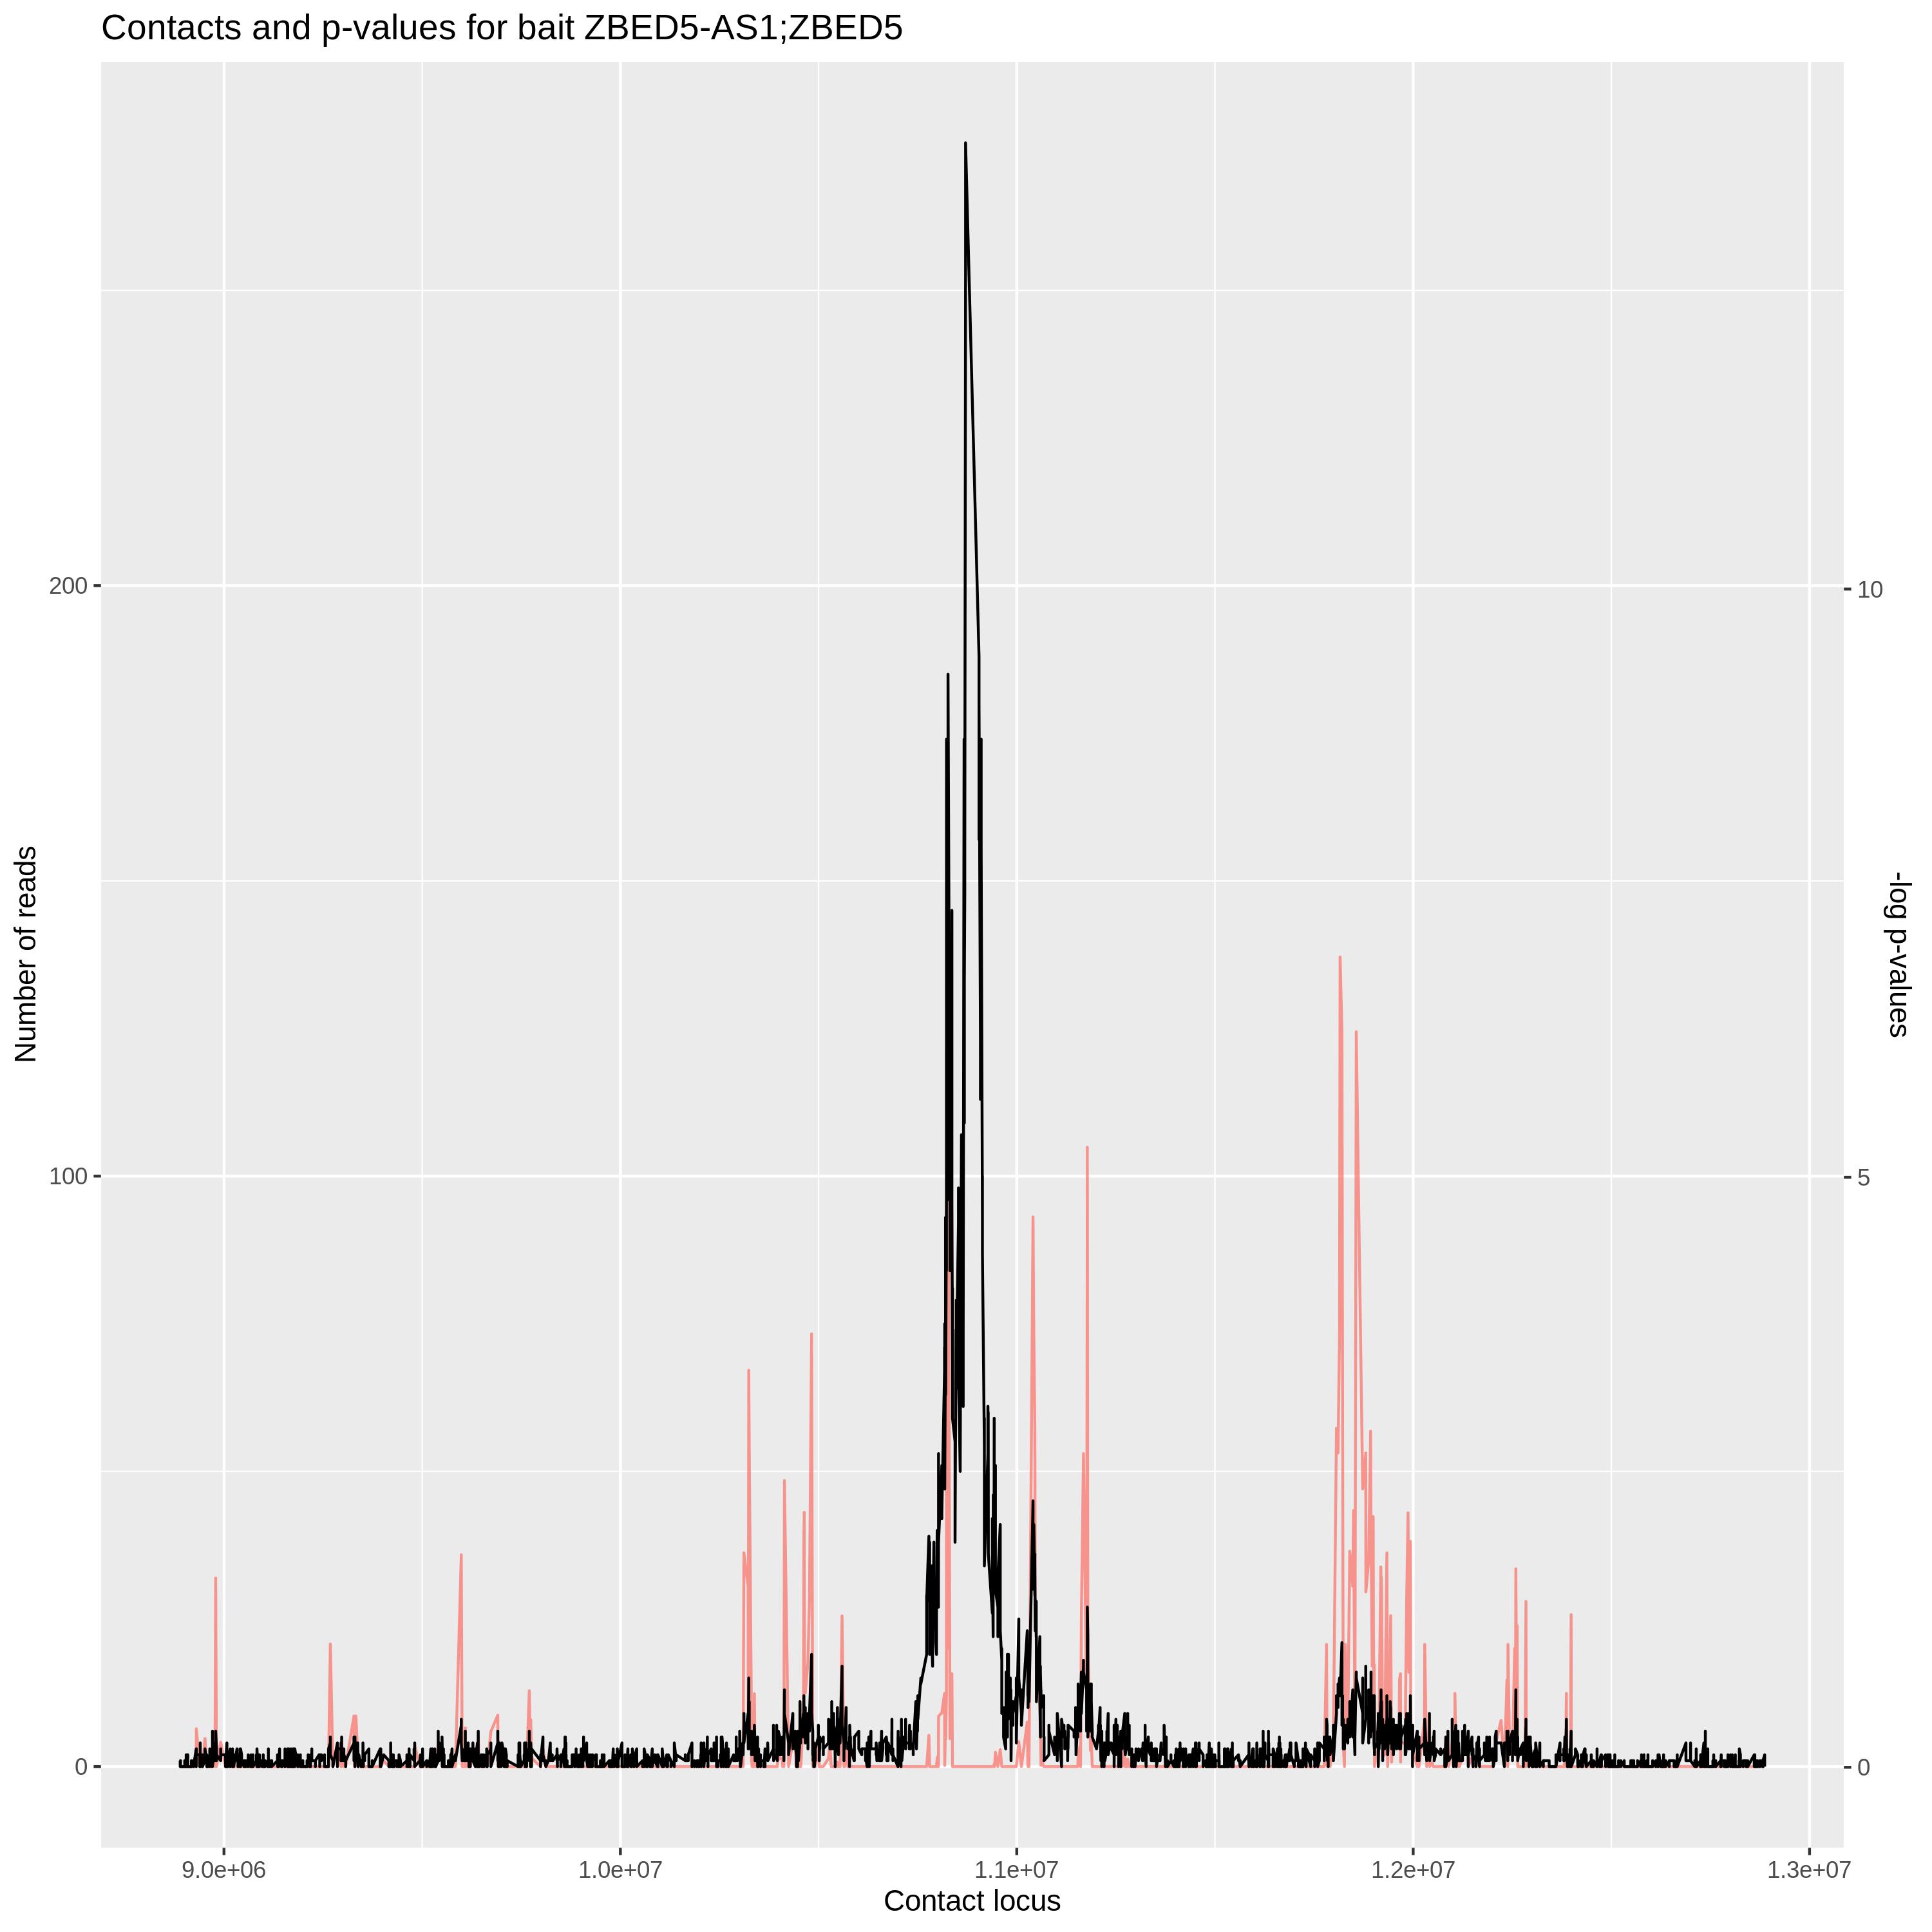 Contacts and p-values for bait ZBED5-AS1;ZBED5
Number of reads
200
100
0
10
5
0
-log p-values
9.0e+06 1.0e+07 1.1e+07 1.2e+07 1.3e+07
Contact locus